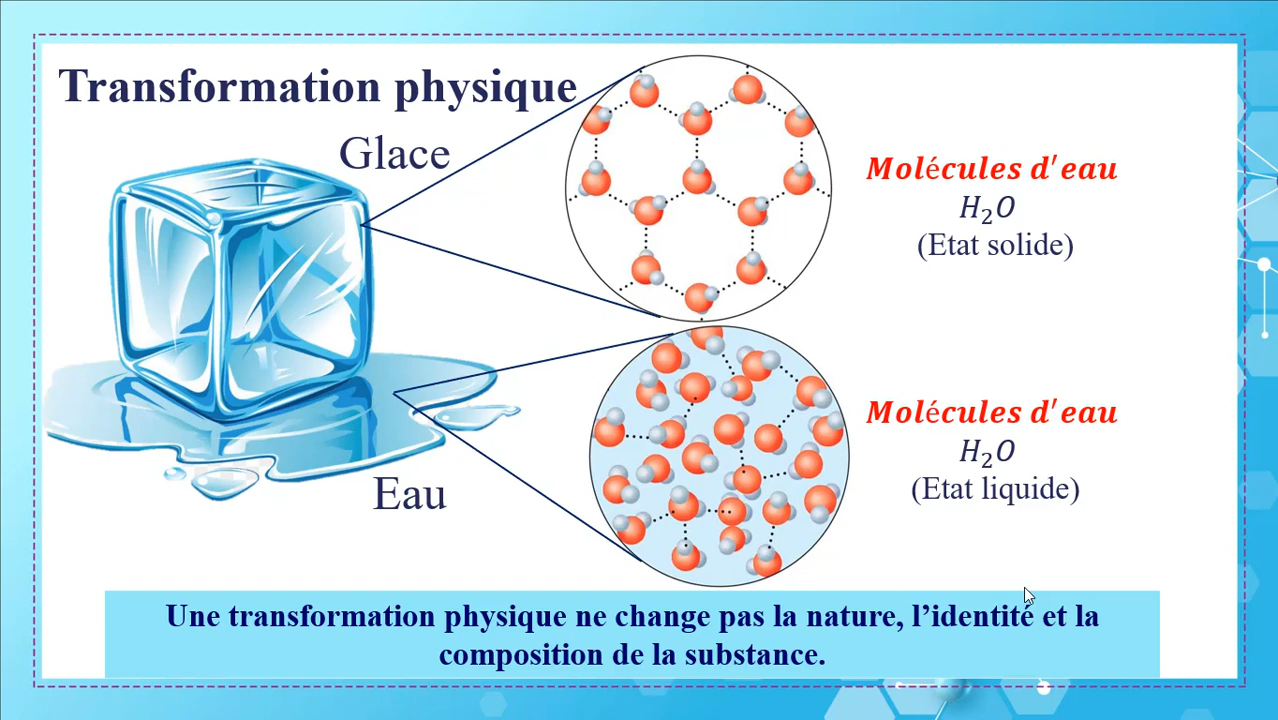 Transformation physique
Glace
Molécules d'eau
H₂O
(Etat solide)
Molécules d'eau
H₂O
(Etat liquide)
Eau
Une transformation physique ne change pas la nature, l’identité et la
composition de la substance.